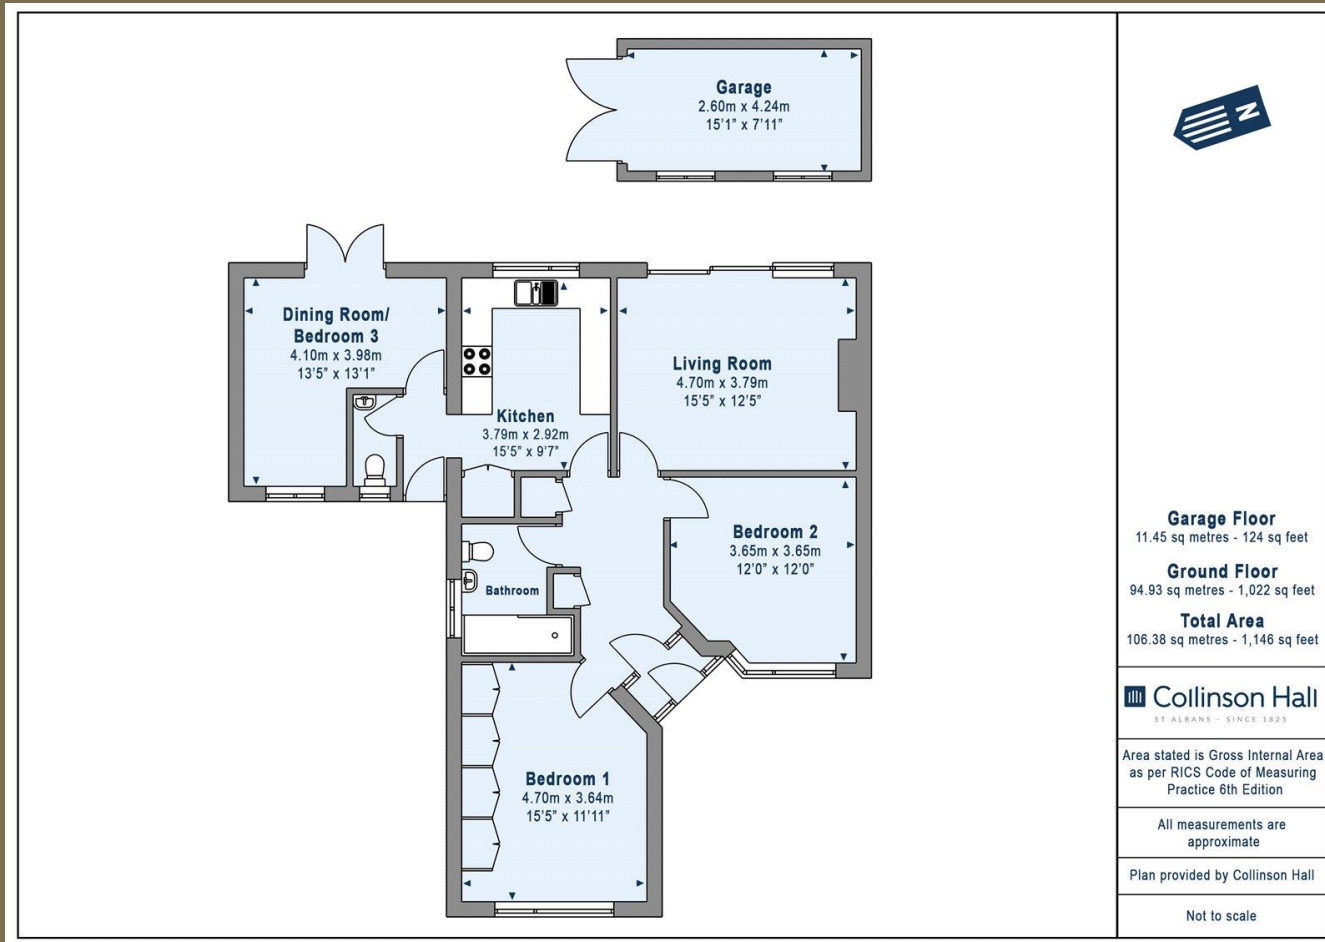 Garage
2.60m x 4.24m
15'1" x 7'11"
N
Dining Room/
Bedroom 3
4.10m x 3.98m
13'5" x 13'1"
Living Room
4.70m x 3.79m
15'5" x 12'5"
Kitchen
3.79m x 2.92m
15'5" x 9'7"
Bedroom 2
3.65m x 3.65m
12'0" x 12'0"
Bathroom
Bedroom 1
4.70m x 3.64m
15'5" x 11'11"
Garage Floor
11.45 sq metres - 124 sq feet
Ground Floor
94.93 sq metres - 1,022 sq feet
Total Area
106.38 sq metres - 1,146 sq feet
Collinson Hall
ST ALBANS - SINCE 1825
Area stated is Gross Internal Area
as per RICS Code of Measuring
Practice 6th Edition
All measurements are
approximate
Plan provided by Collinson Hall
Not to scale